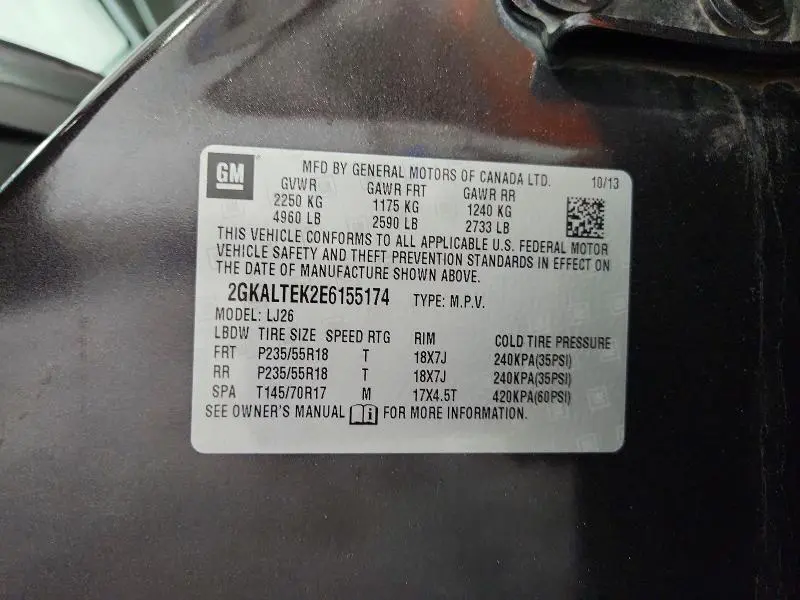 GM MFD BY GENERAL MOTORS OF CANADA LTD. 10/13
GVWR GAWR FRT GAWR RR
2250 KG 1175 KG 1240 KG
4960 LB 2590 LB 2733 LB
THIS VEHICLE CONFORMS TO ALL APPLICABLE U.S. FEDERAL MOTOR
VEHICLE SAFETY AND THEFT PREVENTION STANDARDS IN EFFECT ON
THE DATE OF MANUFACTURE SHOWN ABOVE.
2GKALTEK2E6155174 TYPE: M.P.V.
MODEL: LJ26
LBDW TIRE SIZE SPEED RTG RIM COLD TIRE PRESSURE
FRT P235/55R18 T 18X7J 240KPA(35PSI)
RR P235/55R18 T 18X7J 240KPA(35PSI)
SPA T145/70R17 M 17X4.5T 420KPA(60PSI)
SEE OWNER'S MANUAL FOR MORE INFORMATION.